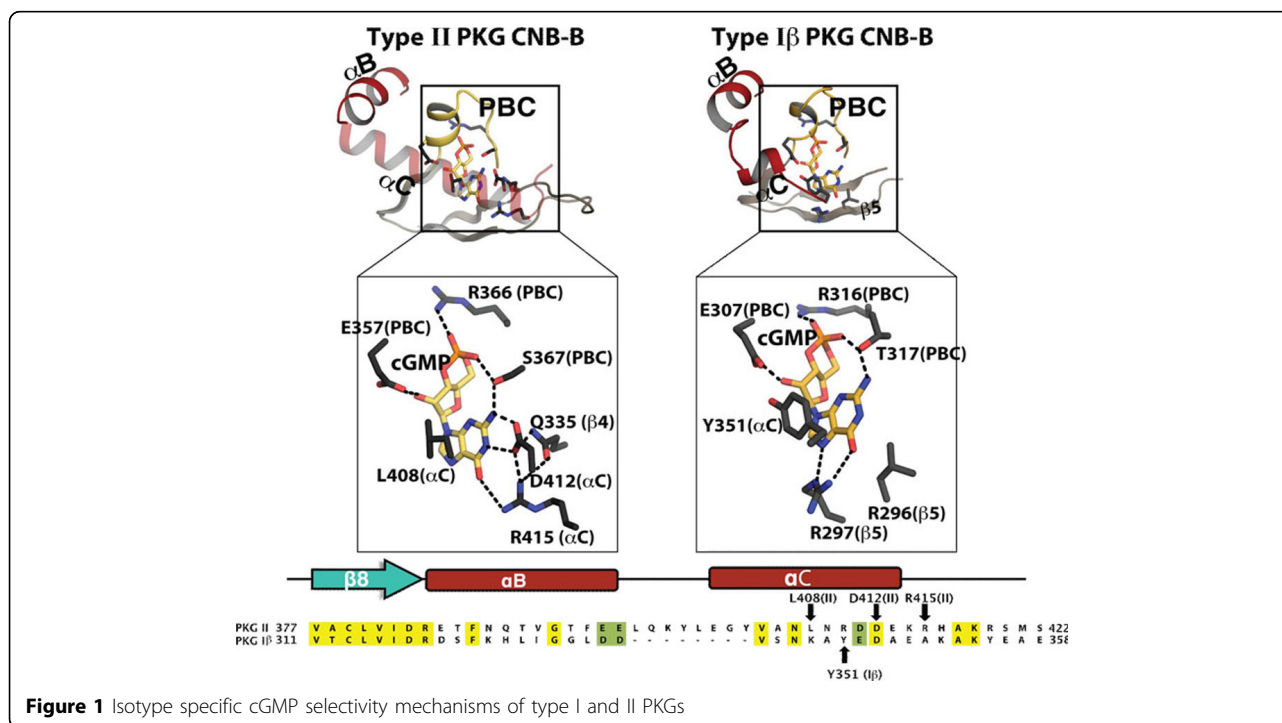 Type II PKG CNB-B
Type Iβ PKG CNB-B
αB
PBC
αC
αB
PBC
αC
β5
R366 (PBC)
E357(PBC)
cGMP
S367(PBC)
Q335 (β4)
L408(αC)
D412(αC)
R415 (αC)
R316(PBC)
E307(PBC)
cGMP
T317(PBC)
Y351(αC)
R296(β5)
R297(β5)
β8
αB
αC
L408(II) D412(II) R415(II)
PKG II 377 V A C L V I D R E T F N Q T V G T F E E L Q K Y L E G Y V A N L N R D D E K R H A K R S M S 422
PKG Iβ 311 V T C L V I D R D S F K H L I G G L D D - - - - - - - V S N K A Y E D A E A K A K Y E A E 358
Y351 (Iβ)
Figure 1 Isotype specific cGMP selectivity mechanisms of type I and II PKGs